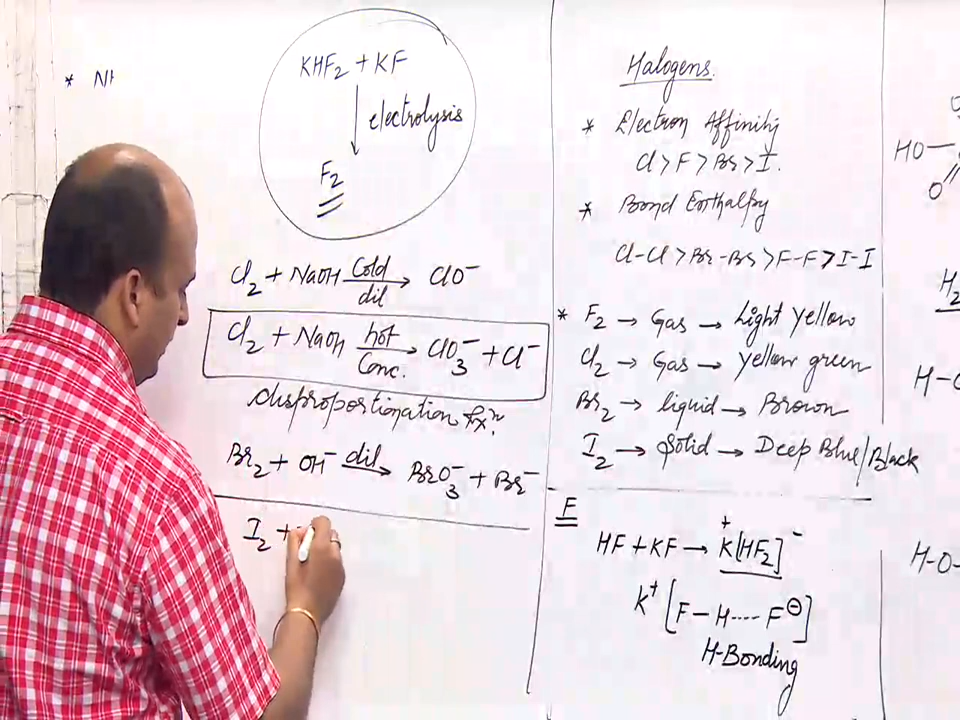 * NH
KHF₂ + KF
↓ electrolysis
F₂
Cl₂ + NaOH —Cold/dil→ ClO⁻
Cl₂ + NaOH —hot/Conc.→ ClO₃⁻ + Cl⁻
disproportionation rxn.
Br₂ + OH⁻ —dil→ BrO₃⁻ + Br⁻
I₂ +
Halogens.
* Electron Affinity
Cl > F > Br > I.
* Bond Enthalpy
Cl-Cl > Br-Br > F-F > I-I
* F₂ → Gas → Light Yellow
Cl₂ → Gas → Yellow green
Br₂ → liquid → Brown
I₂ → Solid → Deep Blue/Black
F
HF + KF → K⁺[HF₂]⁻
K⁺ [F-H----F⊖]
H-Bonding
HO-
O
H₂
H-O
H-O-